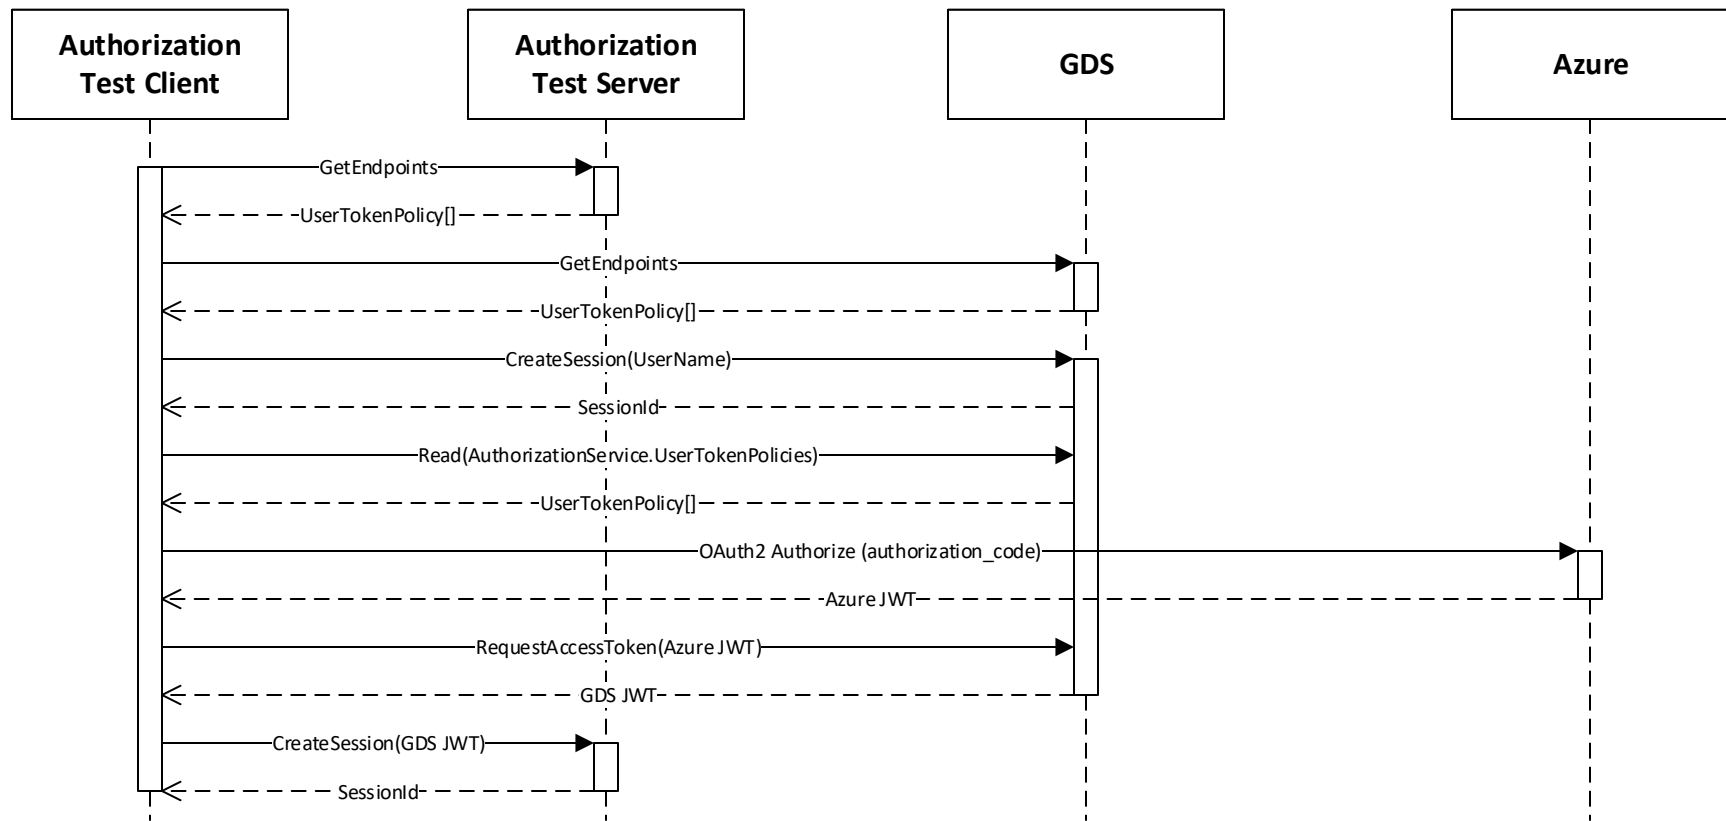 Authorization
Test Client
Authorization
Test Server
GDS
Azure
GetEndpoints
UserTokenPolicy[]
GetEndpoints
UserTokenPolicy[]
CreateSession(UserName)
SessionId
Read(AuthorizationService.UserTokenPolicies)
UserTokenPolicy[]
OAuth2 Authorize (authorization_code)
Azure JWT
RequestAccessToken(Azure JWT)
GDS JWT
CreateSession(GDS JWT)
SessionId